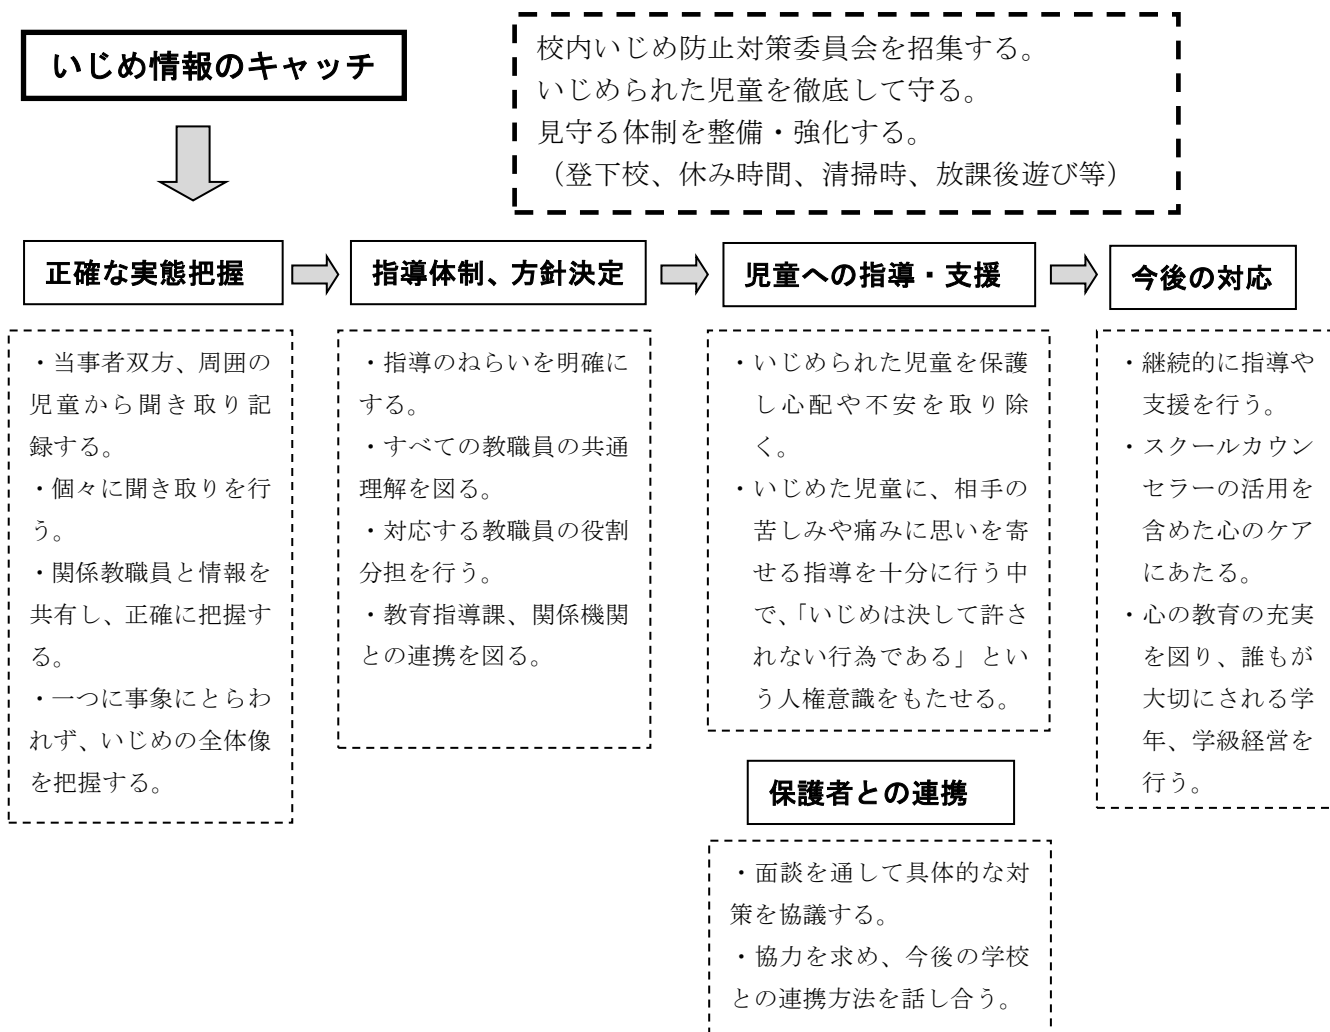 いじめ情報のキャッチ
校内いじめ防止対策委員会を招集する。
いじめられた児童を徹底して守る。
見守る体制を整備・強化する。
（登下校、休み時間、清掃時、放課後遊び等）
正確な実態把握
指導体制、方針決定
児童への指導・支援
今後の対応
・当事者双方、周囲の
児童から聞き取り記
録する。
・個々に聞き取りを行
う。
・関係教職員と情報を
共有し、正確に把握す
る。
・一つに事象にとらわ
れず、いじめの全体像
を把握する。
・指導のねらいを明確に
する。
・すべての教職員の共通
理解を図る。
・対応する教職員の役割
分担を行う。
・教育指導課、関係機関
との連携を図る。
・いじめられた児童を保護
し心配や不安を取り除
く。
・いじめた児童に、相手の
苦しみや痛みに思いを寄
せる指導を十分に行う中
で、「いじめは決して許さ
れない行為である」とい
う人権意識をもたせる。
・継続的に指導や
支援を行う。
・スクールカウン
セラーの活用を
含めた心のケア
にあたる。
・心の教育の充実
を図り、誰もが
大切にされる学
年、学級経営を
行う。
保護者との連携
・面談を通して具体的な対
策を協議する。
・協力を求め、今後の学校
との連携方法を話し合う。